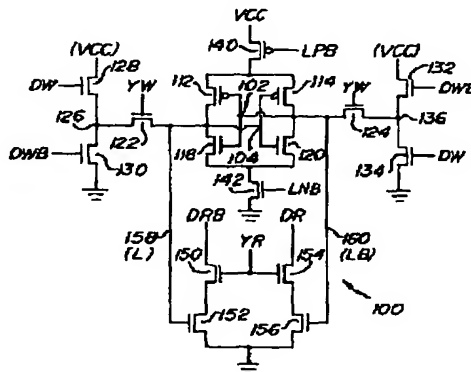 VCC
140
LPB
(VCC)
128
DW
112
102
114
(VCC)
132
DWB
YW
YW
126
122
124
136
DWB
130
118
104
120
134
DW
142
LNB
158
(L)
DRB
DR
160
(LB)
150
YR
154
152
156
100